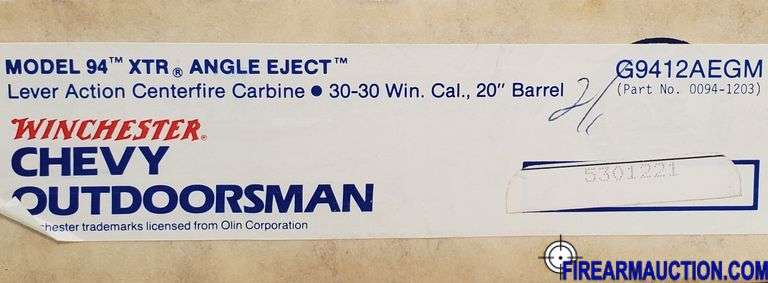 MODEL 94™ XTR® ANGLE EJECT™
Lever Action Centerfire Carbine • 30-30 Win. Cal., 20" Barrel
G9412AEGM
(Part No. 0094-1203)
WINCHESTER®
CHEVY
OUTDOORSMAN
5301221
hester trademarks licensed from Olin Corporation
FIREARMAUCTION.COM